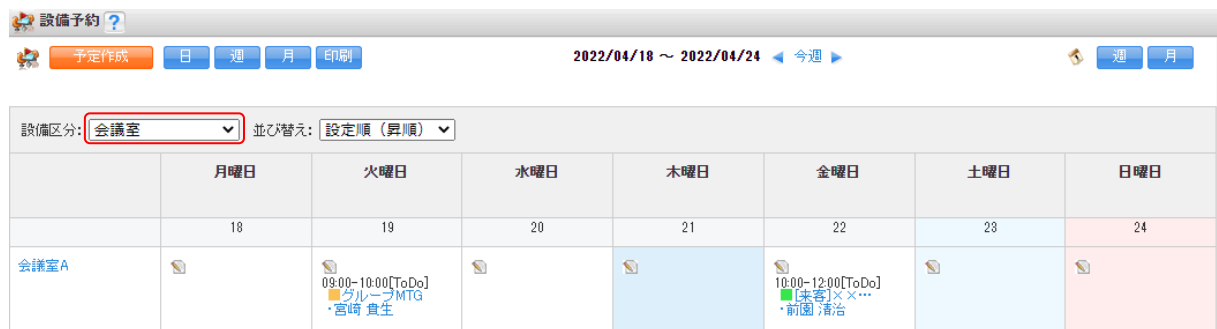 設備予約 ?
予定作成 日 週 月 印刷 2022/04/18 ～ 2022/04/24 今週 週 月
設備区分: 会議室 並び替え: 設定順（昇順）
月曜日 火曜日 水曜日 木曜日 金曜日 土曜日 日曜日
18 19 20 21 22 23 24
会議室A
09:00-10:00[ToDo]
グループMTG
・宮崎 貴生
10:00-12:00[ToDo]
[来客]××…
・前園 清治